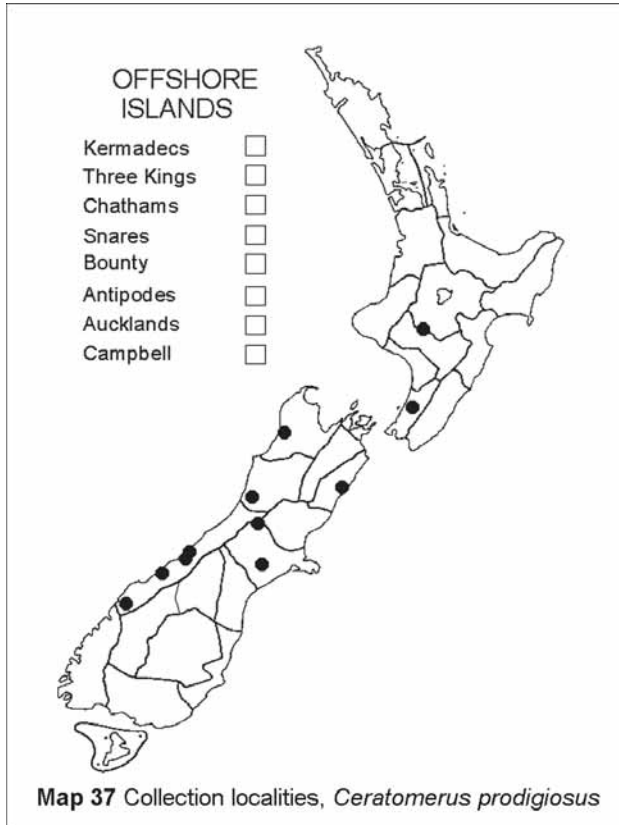 OFFSHORE
ISLANDS
Kermadecs
Three Kings
Chathams
Snares
Bounty
Antipodes
Aucklands
Campbell
Map 37 Collection localities, Ceratomerus prodigiosus